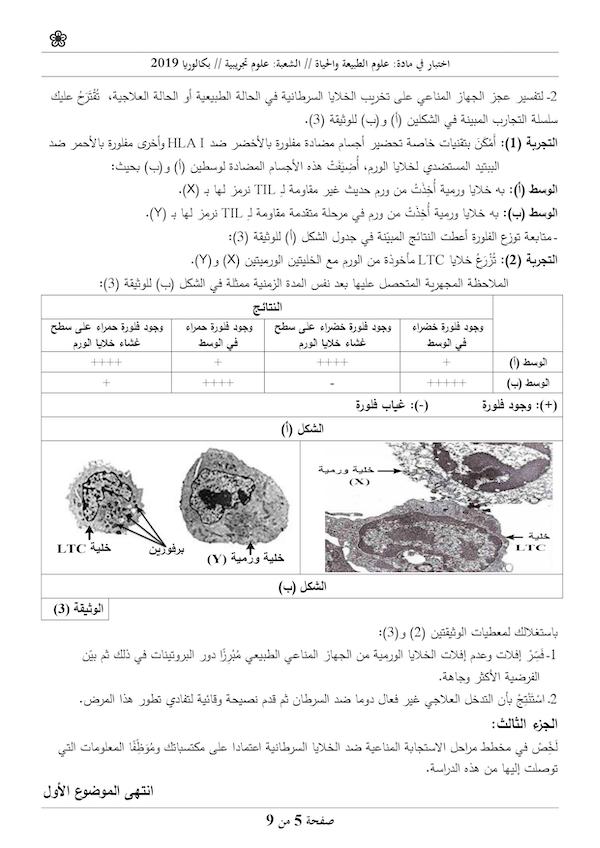 اختبار في مادة: علوم الطبيعة والحياة // الشعبة: علوم تجريبية // بكالوريا 2019
2- لتفسير عجز الجهاز المناعي على تخريب الخلايا السرطانية في الحالة الطبيعية أو الحالة العلاجية، تُقْتَرَحُ عليك
سلسلة التجارب المبينة في الشكلين (أ) و(ب) للوثيقة (3).
التجربة (1): أَمْكَنَ بتقنيات خاصة تحضير أجسام مضادة مفلورة بالأخضر ضد HLA I وأخرى مفلورة بالأحمر ضد
الببتيد المستضدي لخلايا الورم، أُضِيفَتْ هذه الأجسام المضادة لوسطين (أ) و(ب) بحيث:
الوسط (أ): به خلايا ورمية أُخِذَتْ من ورم حديث غير مقاومة لـ TIL نرمز لها بـ (X).
الوسط (ب): به خلايا ورمية أُخِذَتْ من ورم في مرحلة متقدمة مقاومة لـ TIL نرمز لها بـ (Y).
- متابعة توزع الفلورة أعطت النتائج المبيّنة في جدول الشكل (أ) للوثيقة (3):
التجربة (2): تُزْرَعُ خلايا LTC مأخوذة من الورم مع الخليتين الورميتين (X) و(Y).
الملاحظة المجهرية المتحصل عليها بعد نفس المدة الزمنية ممثلة في الشكل (ب) للوثيقة (3):
النتائج
وجود فلورة خضراء في الوسط
وجود فلورة خضراء على سطح غشاء خلايا الورم
وجود فلورة حمراء في الوسط
وجود فلورة حمراء على سطح غشاء خلايا الورم
الوسط (أ) + ++++ + ++++
الوسط (ب) +++++ - ++++ +
(+): وجود فلورة (-): غياب فلورة
الشكل (أ)
خلية ورمية
(X)
خلية
LTC
خلية ورمية (Y)
برفورين
خلية LTC
الشكل (ب)
الوثيقة (3)
باستغلالك لمعطيات الوثيقتين (2) و(3):
1- فَسِّرْ إفلات وعدم إفلات الخلايا الورمية من الجهاز المناعي الطبيعي مُبْرِزًا دور البروتينات في ذلك ثم بيّن
الفرضية الأكثر وجاهة.
2. اسْتَنْتِجْ بأن التدخل العلاجي غير فعال دوما ضد السرطان ثم قدم نصيحة وقائية لتفادي تطور هذا المرض.
الجزء الثالث:
لَخِّصْ في مخطط مراحل الاستجابة المناعية ضد الخلايا السرطانية اعتمادا على مكتسباتك ومُوَظِّفًا المعلومات التي
توصلت إليها من هذه الدراسة.
انتهى الموضوع الأول
صفحة 5 من 9